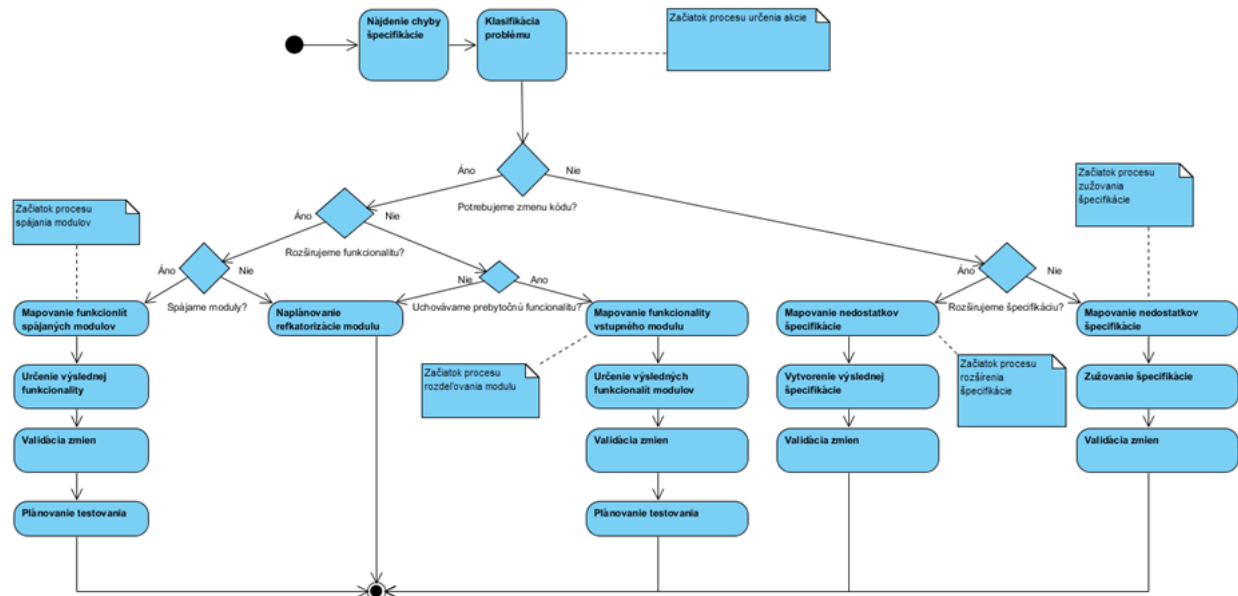 Nájdenie chyby
špecifikácie
Klasifikácia
problému
Začiatok procesu určenia akcie
Áno
Nie
Potrebujeme zmenu kódu?
Začiatok procesu
zužovania
špecifikácie
Začiatok procesu
spájania modulov
Áno
Nie
Rozširujeme funkcionalitu?
Áno
Nie
Spájame moduly?
Nie
Ano
Uchovávame prebytočnú funcionalitu?
Áno
Nie
Rozširujeme špecifikáciu?
Mapovanie funkcionlít
spájaných modulov
Naplánovanie
refkatorizácie modulu
Mapovanie funkcionality
vstupného modulu
Mapovanie nedostatkov
špecifikácie
Mapovanie nedostatkov
špecifikácie
Začiatok procesu
rozdeľovania modulu
Začiatok procesu
rozšírenia
špecifikácie
Určenie výslednej
funkcionality
Určenie výsledných
funkcionalít modulov
Vytvorenie výslednej
špecifikácie
Zužovanie špecifikácie
Validácia zmien
Validácia zmien
Validácia zmien
Validácia zmien
Plánovanie testovania
Plánovanie testovania